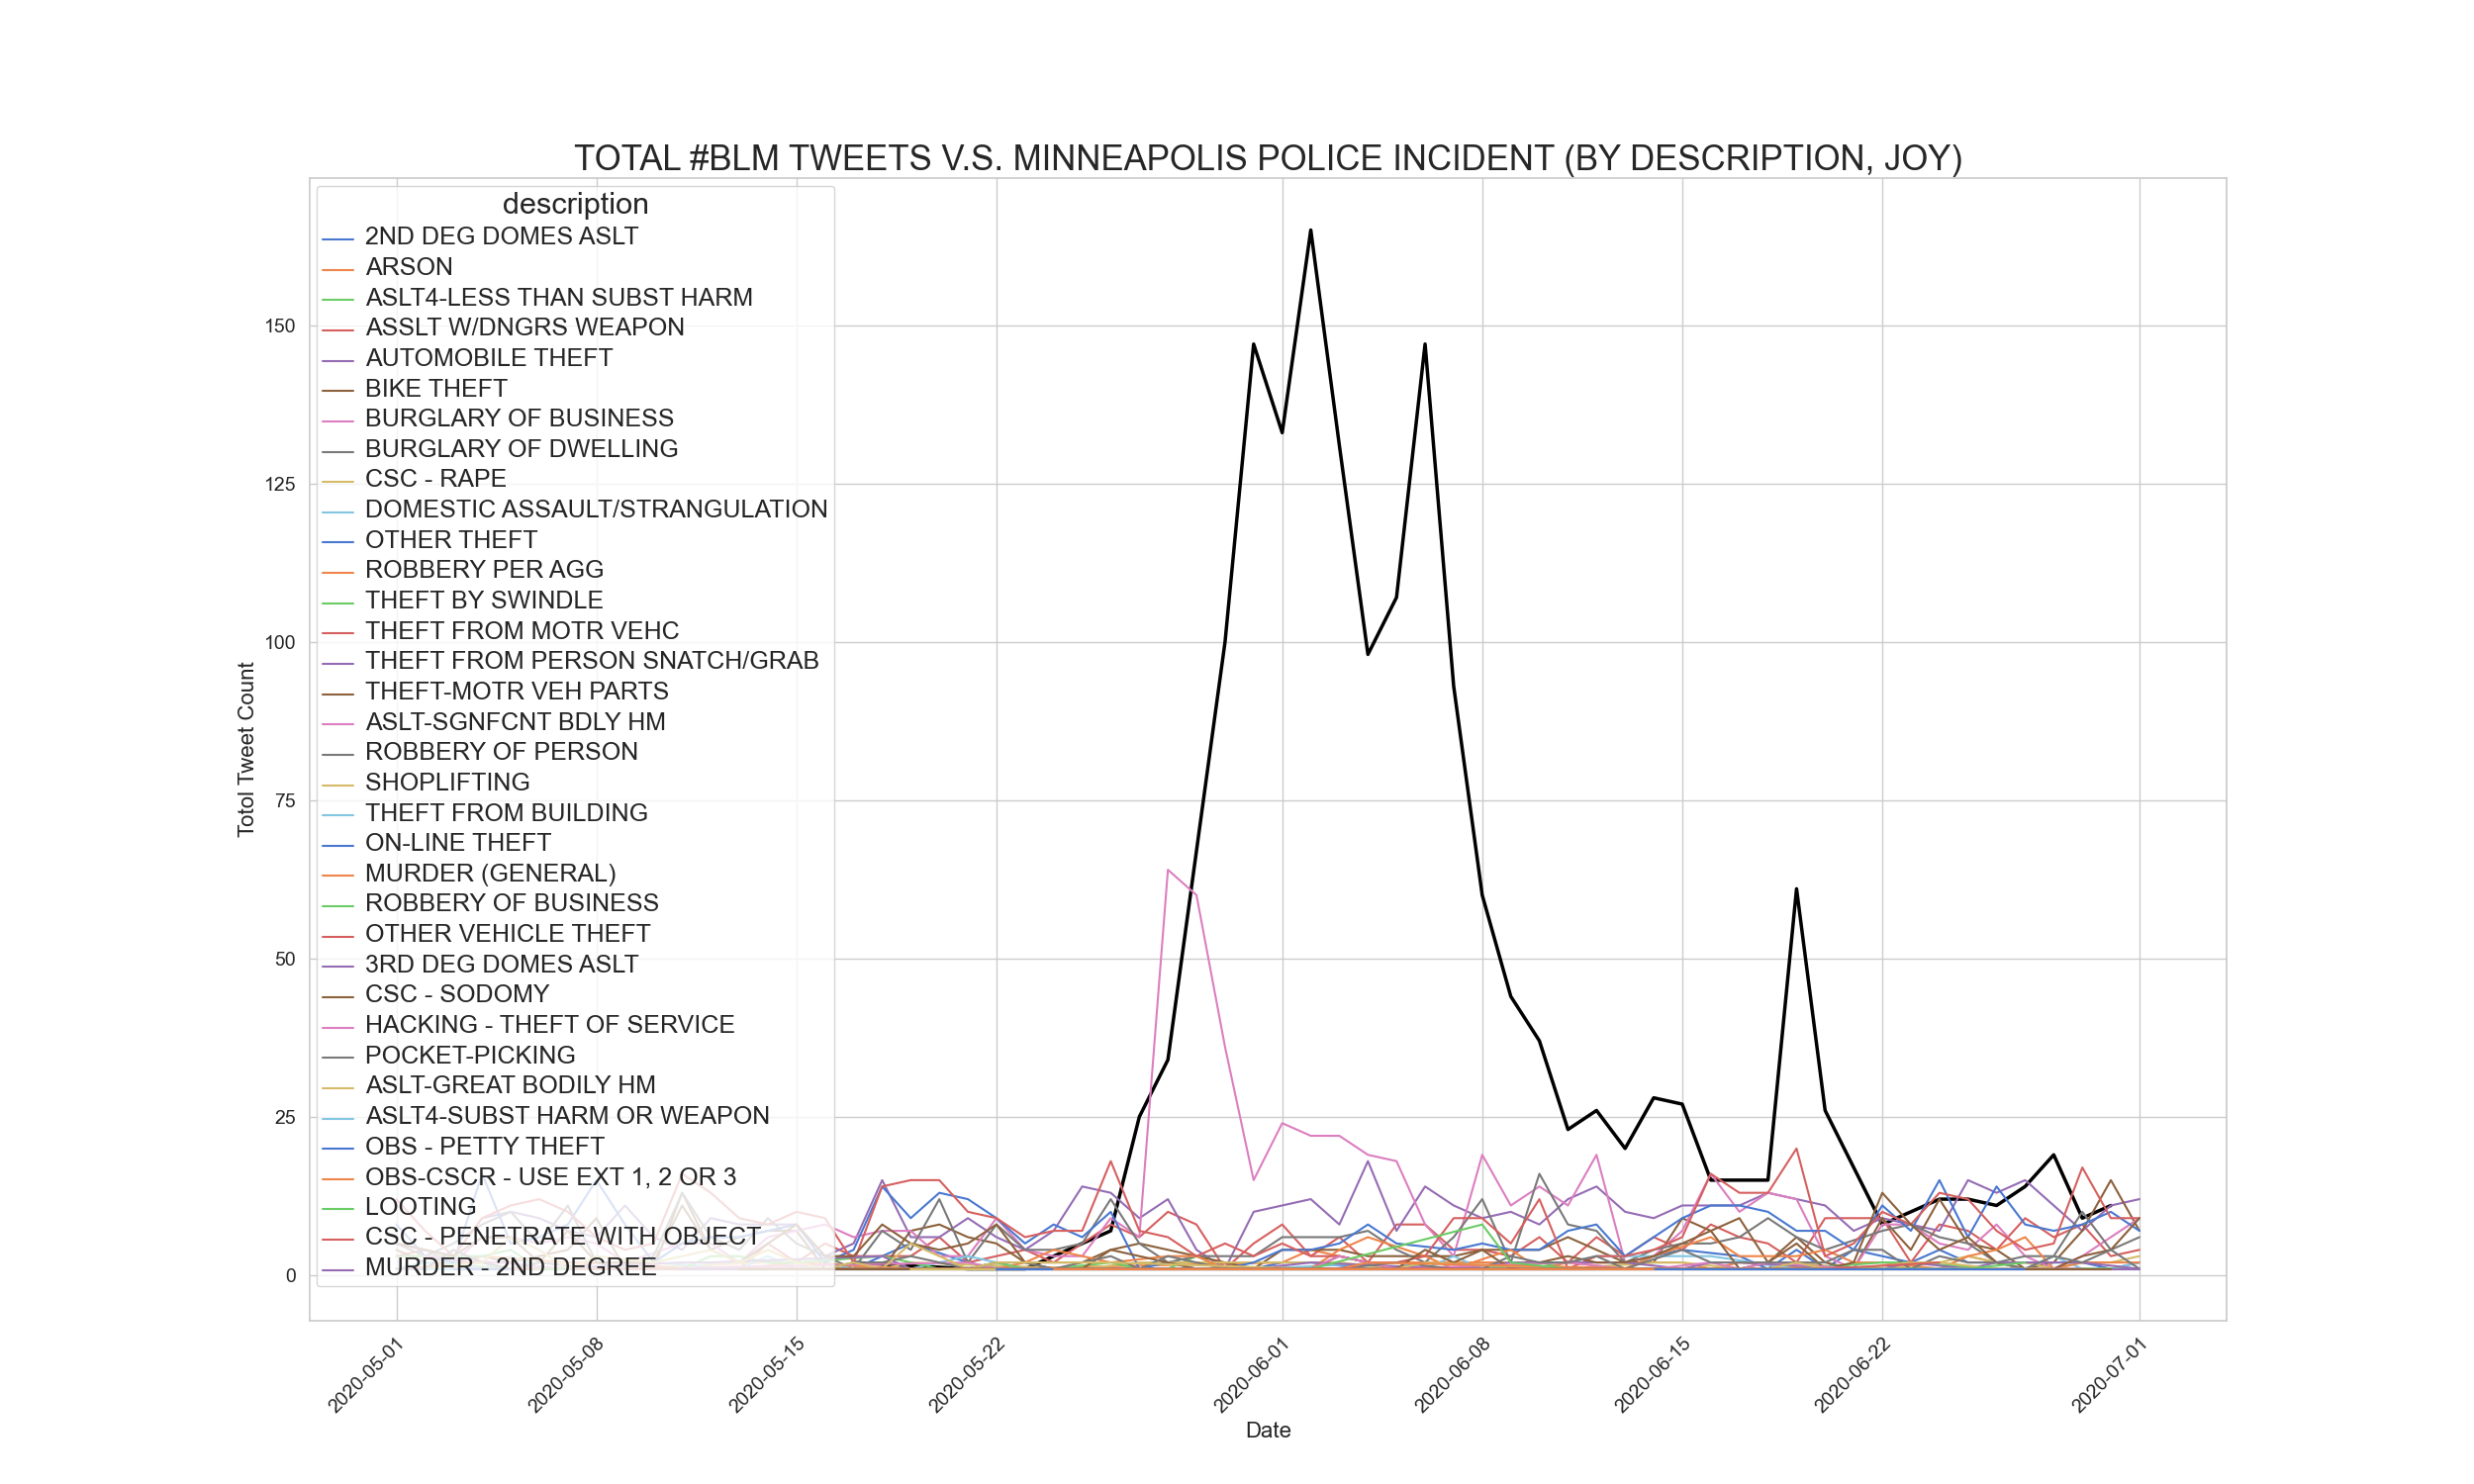 TOTAL #BLM TWEETS V.S. MINNEAPOLIS POLICE INCIDENT (BY DESCRIPTION, JOY)
description
2ND DEG DOMES ASLT
ARSON
ASLT4-LESS THAN SUBST HARM
ASSLT W/DNGRS WEAPON
AUTOMOBILE THEFT
BIKE THEFT
BURGLARY OF BUSINESS
BURGLARY OF DWELLING
CSC - RAPE
DOMESTIC ASSAULT/STRANGULATION
OTHER THEFT
ROBBERY PER AGG
THEFT BY SWINDLE
THEFT FROM MOTR VEHC
THEFT FROM PERSON SNATCH/GRAB
THEFT-MOTR VEH PARTS
ASLT-SGNFCNT BDLY HM
ROBBERY OF PERSON
SHOPLIFTING
THEFT FROM BUILDING
ON-LINE THEFT
MURDER (GENERAL)
ROBBERY OF BUSINESS
OTHER VEHICLE THEFT
3RD DEG DOMES ASLT
CSC - SODOMY
HACKING - THEFT OF SERVICE
POCKET-PICKING
ASLT-GREAT BODILY HM
ASLT4-SUBST HARM OR WEAPON
OBS - PETTY THEFT
OBS-CSCR - USE EXT 1, 2 OR 3
LOOTING
CSC - PENETRATE WITH OBJECT
MURDER - 2ND DEGREE
Totol Tweet Count
150
125
100
75
50
25
0
2020-05-01
2020-05-08
2020-05-15
2020-05-22
2020-06-01
2020-06-08
2020-06-15
2020-06-22
2020-07-01
Date